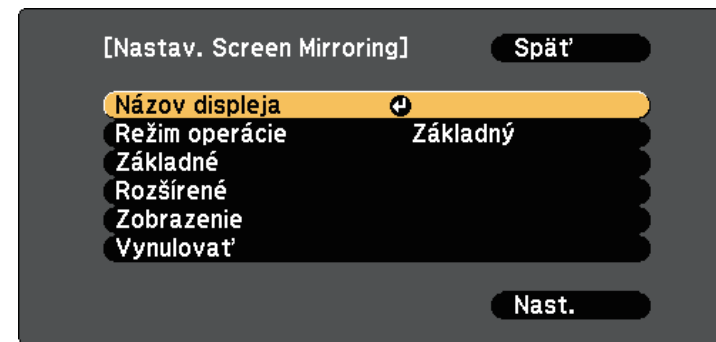 [Nastav. Screen Mirroring] Späť
Názov displeja
Režim operácie Základný
Základné
Rozšírené
Zobrazenie
Vynulovať
Nast.